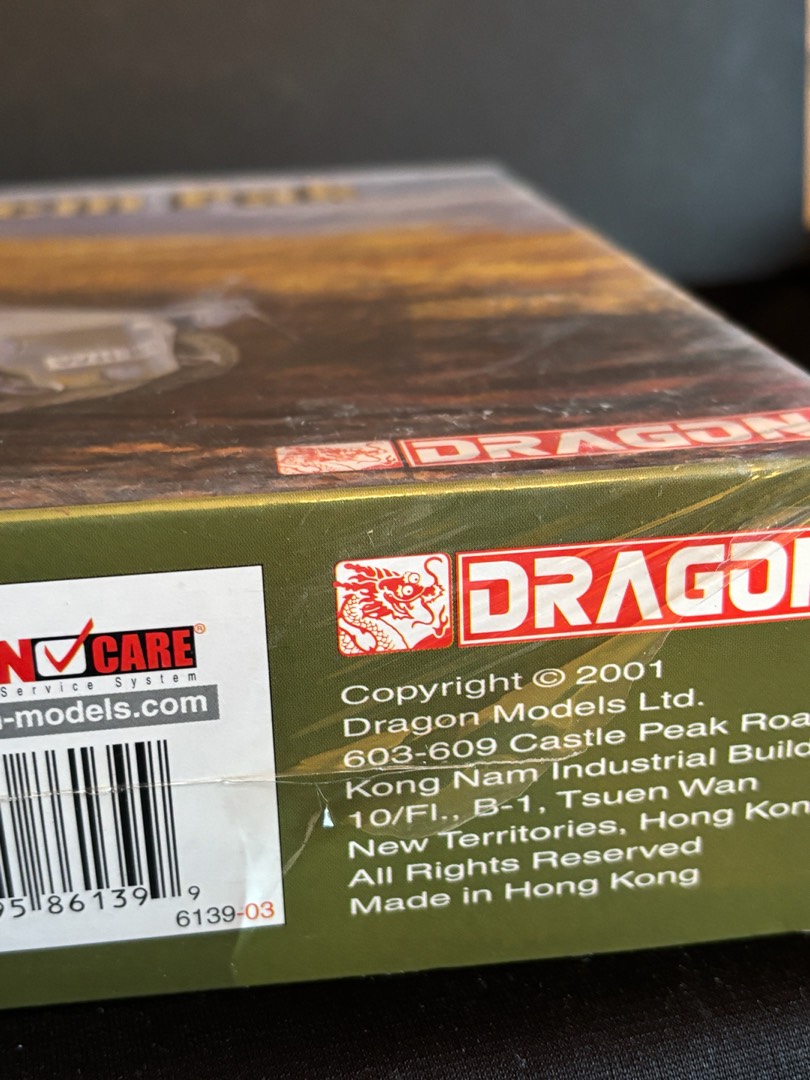 DRAGON
DRAGO
N CARE®
Service System
-models.com
95 86139 9
6139-03
Copyright © 2001
Dragon Models Ltd.
603-609 Castle Peak Roa
Kong Nam Industrial Build
10/Fl., B-1, Tsuen Wan
New Territories, Hong Kon
All Rights Reserved
Made in Hong Kong